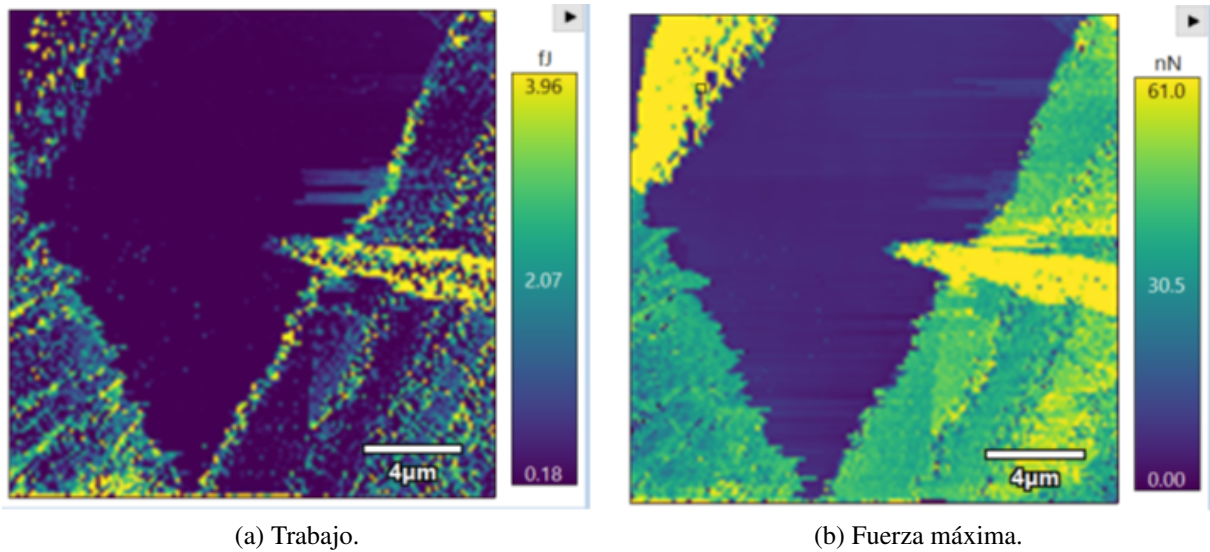 fJ
3.96
2.07
0.18
4µm
(a) Trabajo.
nN
61.0
30.5
0.00
4µm
(b) Fuerza máxima.